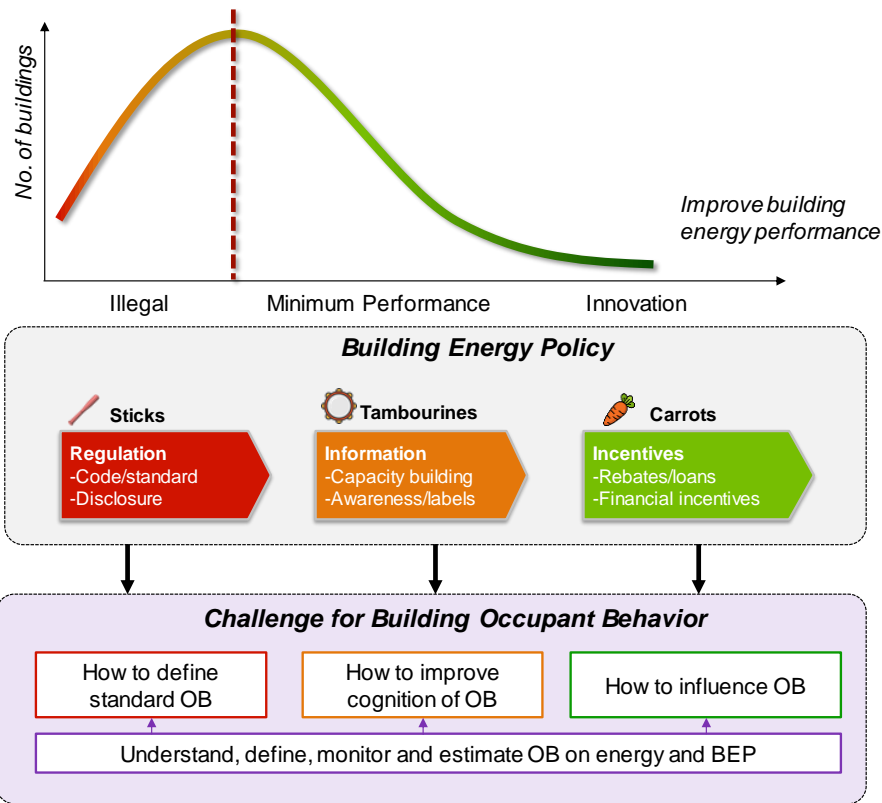 No. of buildings
Improve building
energy performance
Illegal
Minimum Performance
Innovation
Building Energy Policy
Sticks
Tambourines
Carrots
Regulation
-Code/standard
-Disclosure
Information
-Capacity building
-Awareness/labels
Incentives
-Rebates/loans
-Financial incentives
Challenge for Building Occupant Behavior
How to define
standard OB
How to improve
cognition of OB
How to influence OB
Understand, define, monitor and estimate OB on energy and BEP